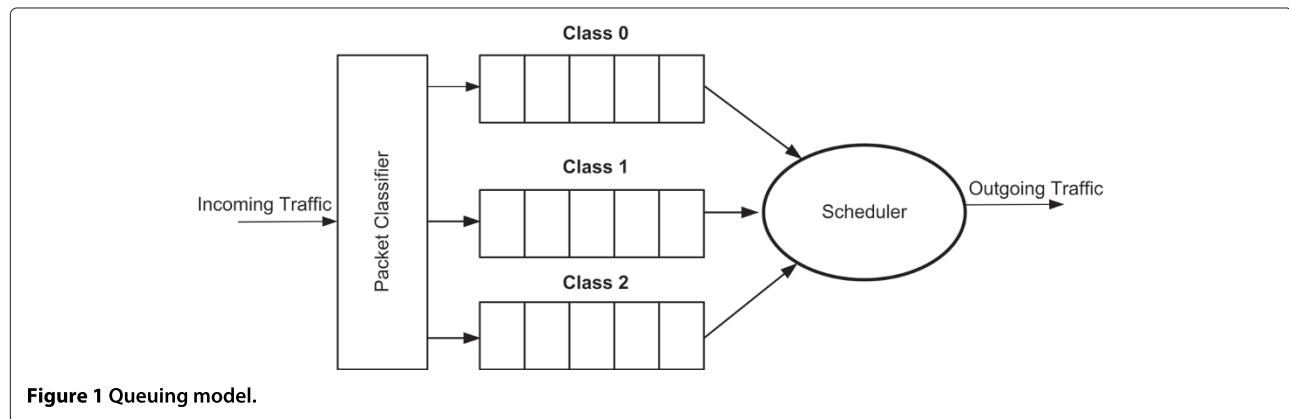 Class 0
Class 1
Class 2
Incoming Traffic
Packet Classifier
Scheduler
Outgoing Traffic
Figure 1 Queuing model.